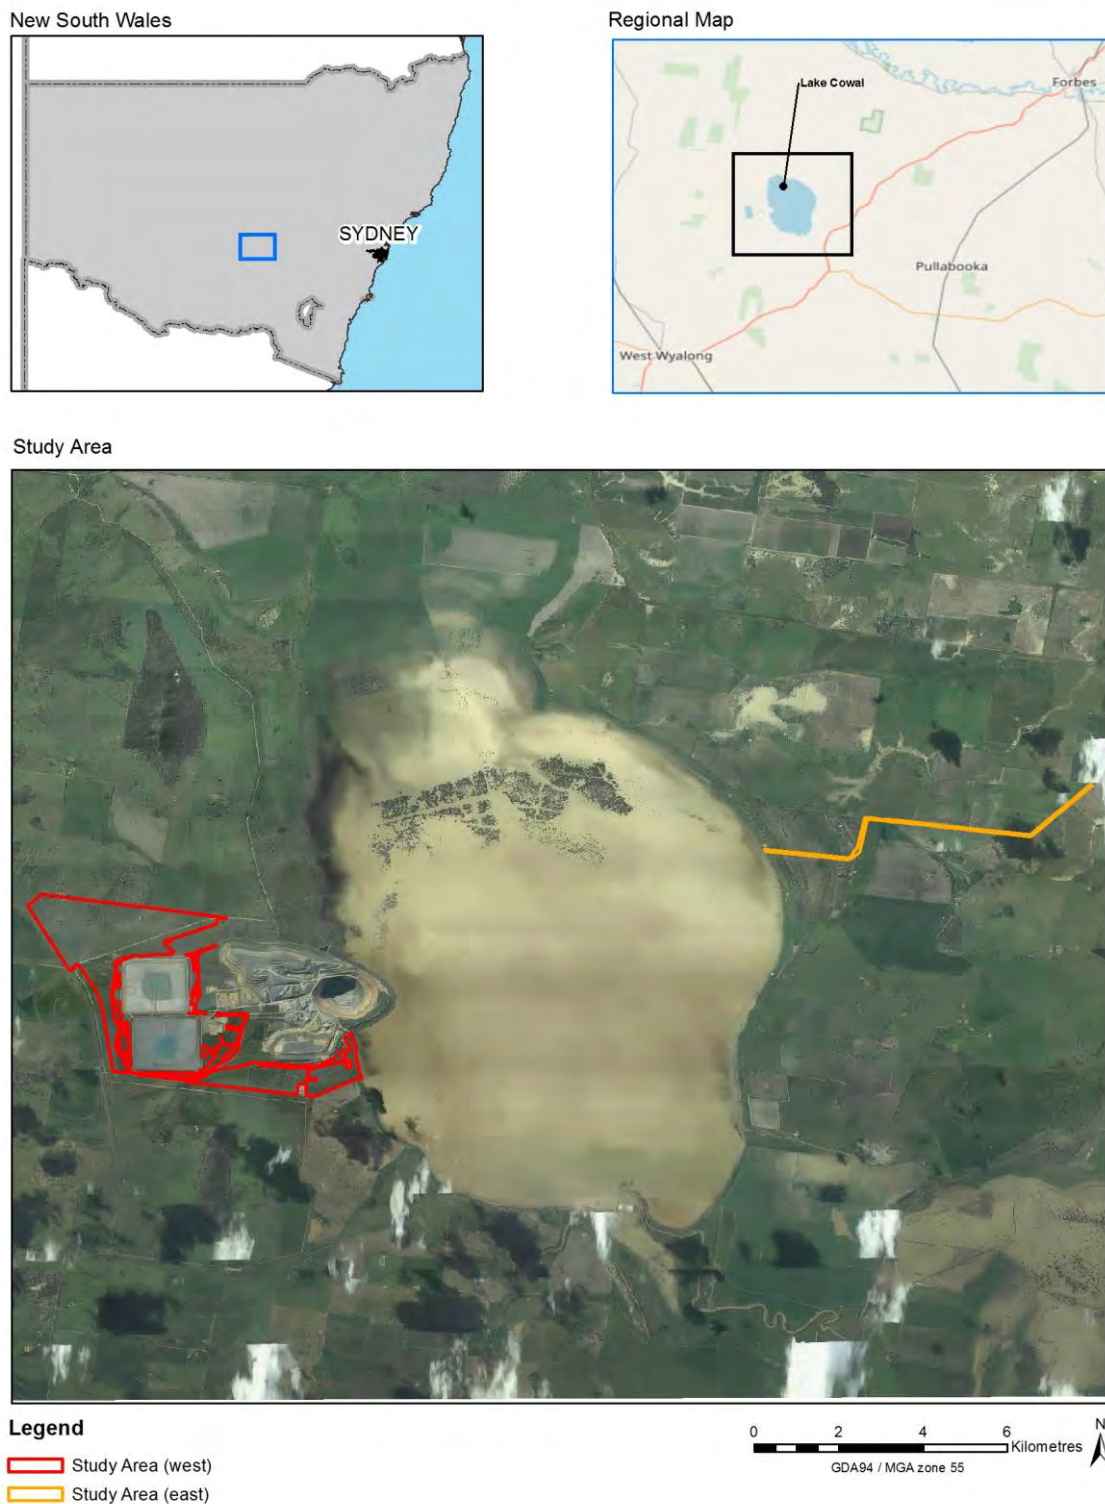 New South Wales
SYDNEY
Regional Map
Lake Cowal
Forbes
Pullabooka
West Wyalong
Study Area
Legend
Study Area (west)
Study Area (east)
0 2 4 6
Kilometres
GDA94 / MGA zone 55
N